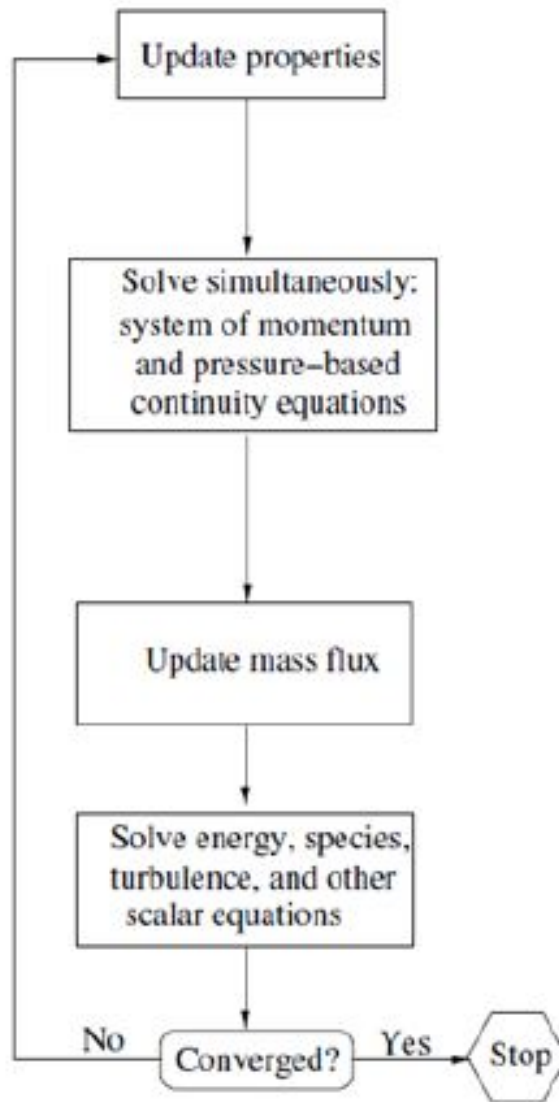 Update properties
Solve simultaneously:
system of momentum
and pressure–based
continuity equations
Update mass flux
Solve energy, species,
turbulence, and other
scalar equations
No
Converged?
Yes
Stop